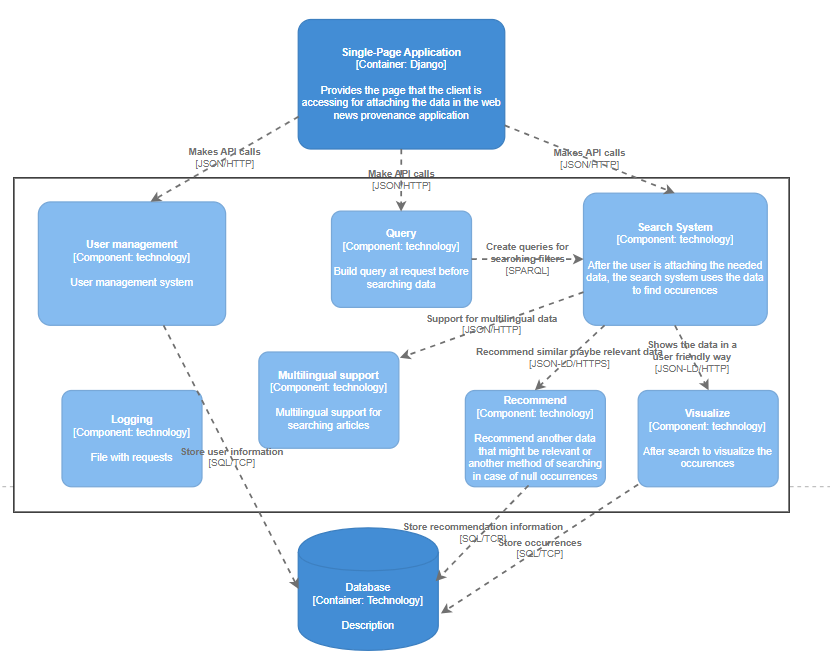 Single-Page Application
[Container: Django]
Provides the page that the client is
accessing for attaching the data in the web
news provenance application
Makes API calls
[JSON/HTTP]
Make API calls
[JSON/HTTP]
Makes API calls
[JSON/HTTP]
User management
[Component: technology]
User management system
Query
[Component: technology]
Build query at request before
searching data
Create queries for
searching filters
[SPARQL]
Search System
[Component: technology]
After the user is attaching the needed
data, the search system uses the data
to find occurences
Support for multilingual data
[JSON/HTTP]
Recommend similar maybe relevant data
[JSON-LD/HTTPS]
Shows the data in a
user friendly way
[JSON-LD/HTTP]
Multilingual support
[Component: technology]
Multilingual support for
searching articles
Logging
[Component: technology]
File with requests
Recommend
[Component: technology]
Recommend another data
that might be relevant or
another method of searching
in case of null occurrences
Visualize
[Component: technology]
After search to visualize the
occurences
Store user information
[SQL/TCP]
Store recommendation information
[SQL/TCP]
Store occurrences
[SQL/TCP]
Database
[Container: Technology]
Description